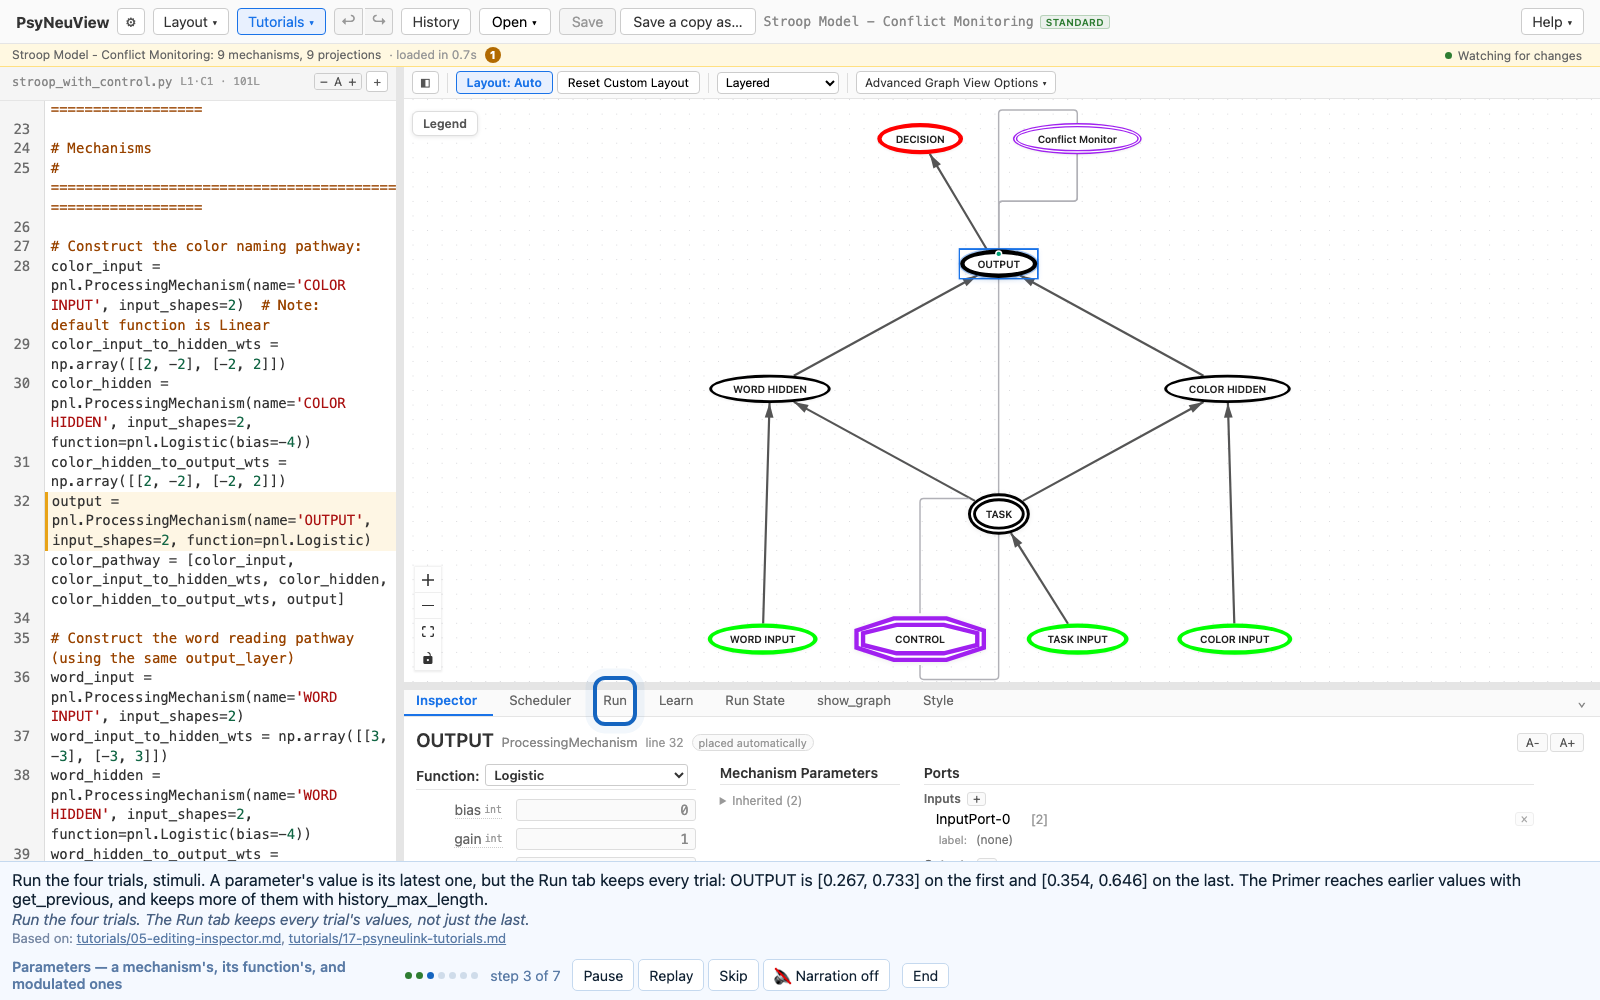 PsyNeuView ⚙ Layout ▾ Tutorials ▾ ↩ ↪ History Open ▾ Save Save a copy as... Stroop Model – Conflict Monitoring STANDARD Help ▾
Stroop Model - Conflict Monitoring: 9 mechanisms, 9 projections · loaded in 0.7s 1 Watching for changes
stroop_with_control.py L1·C1 · 101L − A + +
Layout: Auto Reset Custom Layout Layered Advanced Graph View Options ▾
Legend
==================
23
24 # Mechanisms
25 #
=========================================
==================
26
27 # Construct the color naming pathway:
28 color_input =
pnl.ProcessingMechanism(name='COLOR
INPUT', input_shapes=2)  # Note:
default function is Linear
29 color_input_to_hidden_wts =
np.array([[2, -2], [-2, 2]])
30 color_hidden =
pnl.ProcessingMechanism(name='COLOR
HIDDEN', input_shapes=2,
function=pnl.Logistic(bias=-4))
31 color_hidden_to_output_wts =
np.array([[2, -2], [-2, 2]])
32 output =
pnl.ProcessingMechanism(name='OUTPUT',
input_shapes=2, function=pnl.Logistic)
33 color_pathway = [color_input,
color_input_to_hidden_wts, color_hidden,
color_hidden_to_output_wts, output]
34
35 # Construct the word reading pathway
(using the same output_layer)
36 word_input =
pnl.ProcessingMechanism(name='WORD
INPUT', input_shapes=2)
37 word_input_to_hidden_wts = np.array([[3,
-3], [-3, 3]])
38 word_hidden =
pnl.ProcessingMechanism(name='WORD
HIDDEN', input_shapes=2,
function=pnl.Logistic(bias=-4))
39 word_hidden_to_output_wts =
DECISION Conflict Monitor
OUTPUT
WORD HIDDEN COLOR HIDDEN
TASK
WORD INPUT CONTROL TASK INPUT COLOR INPUT
Inspector Scheduler Run Learn Run State show_graph Style
OUTPUT ProcessingMechanism line 32 placed automatically A- A+
Function: Logistic
bias int 0
gain int 1
Mechanism Parameters
▸ Inherited (2)
Ports
Inputs +
InputPort-0 [2] ×
label: (none)
Run the four trials, stimuli. A parameter's value is its latest one, but the Run tab keeps every trial: OUTPUT is [0.267, 0.733] on the first and [0.354, 0.646] on the last. The Primer reaches earlier values with
get_previous, and keeps more of them with history_max_length.
Run the four trials. The Run tab keeps every trial's values, not just the last.
Based on: tutorials/05-editing-inspector.md, tutorials/17-psyneulink-tutorials.md
Parameters — a mechanism's, its function's, and
modulated ones
step 3 of 7 Pause Replay Skip Narration off End